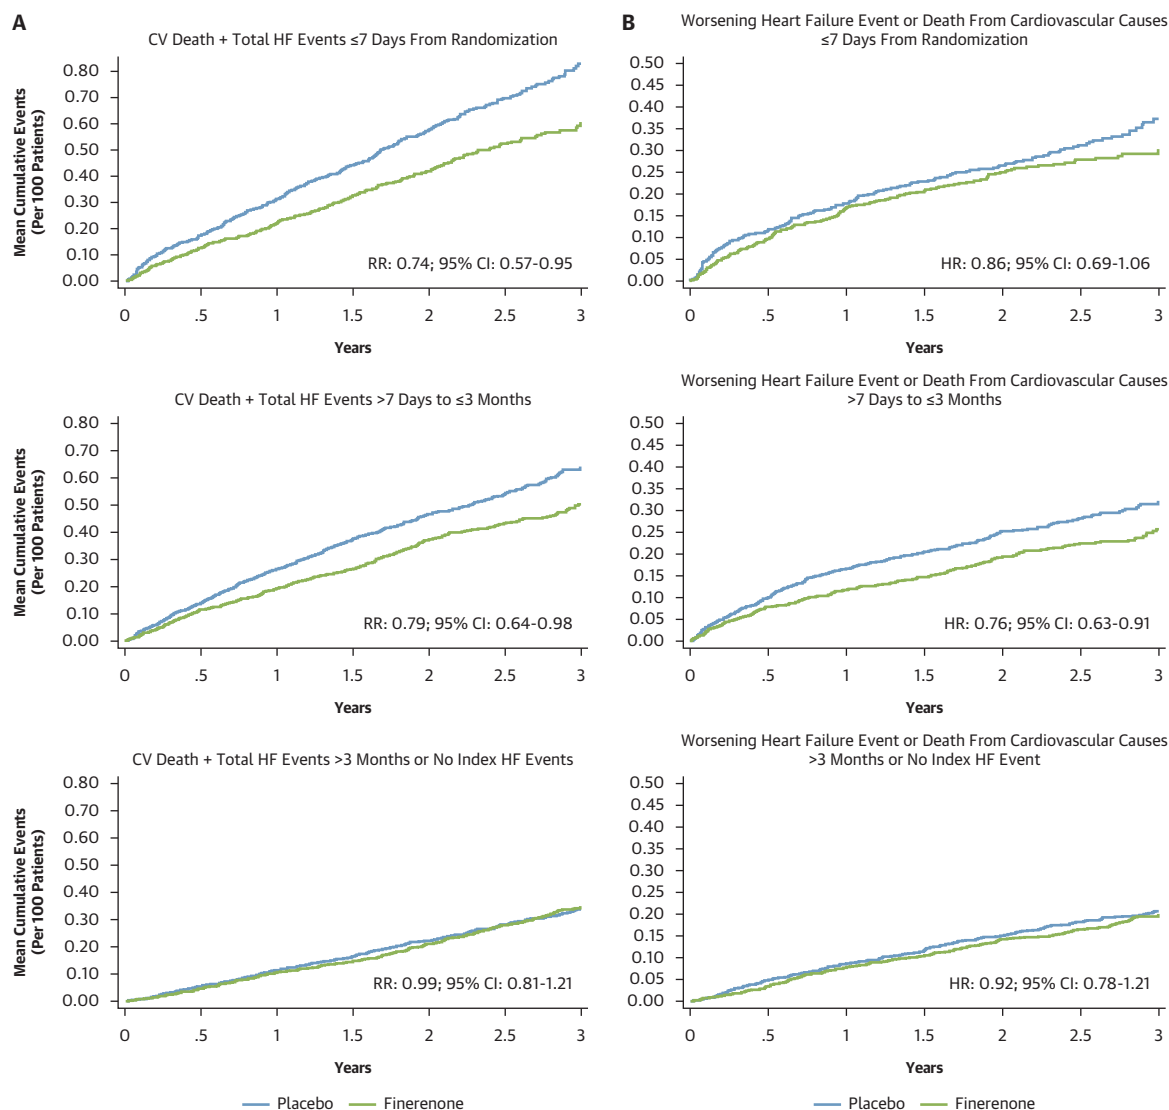 A
CV Death + Total HF Events ≤7 Days From Randomization
Mean Cumulative Events
(Per 100 Patients)
0.80
0.70
0.60
0.50
0.40
0.30
0.20
0.10
0.00
RR: 0.74; 95% CI: 0.57-0.95
0 .5 1 1.5 2 2.5 3
Years
B
Worsening Heart Failure Event or Death From Cardiovascular Causes
≤7 Days From Randomization
0.50
0.45
0.40
0.35
0.30
0.25
0.20
0.15
0.10
0.05
0.00
HR: 0.86; 95% CI: 0.69-1.06
0 .5 1 1.5 2 2.5 3
Years
CV Death + Total HF Events >7 Days to ≤3 Months
Mean Cumulative Events
(Per 100 Patients)
0.80
0.70
0.60
0.50
0.40
0.30
0.20
0.10
0.00
RR: 0.79; 95% CI: 0.64-0.98
0 .5 1 1.5 2 2.5 3
Years
Worsening Heart Failure Event or Death From Cardiovascular Causes
>7 Days to ≤3 Months
0.50
0.45
0.40
0.35
0.30
0.25
0.20
0.15
0.10
0.05
0.00
HR: 0.76; 95% CI: 0.63-0.91
0 .5 1 1.5 2 2.5 3
Years
CV Death + Total HF Events >3 Months or No Index HF Events
Mean Cumulative Events
(Per 100 Patients)
0.80
0.70
0.60
0.50
0.40
0.30
0.20
0.10
0.00
RR: 0.99; 95% CI: 0.81-1.21
0 .5 1 1.5 2 2.5 3
Years
Worsening Heart Failure Event or Death From Cardiovascular Causes
>3 Months or No Index HF Event
0.50
0.45
0.40
0.35
0.30
0.25
0.20
0.15
0.10
0.05
0.00
HR: 0.92; 95% CI: 0.78-1.21
0 .5 1 1.5 2 2.5 3
Years
Placebo Finerenone
Placebo Finerenone